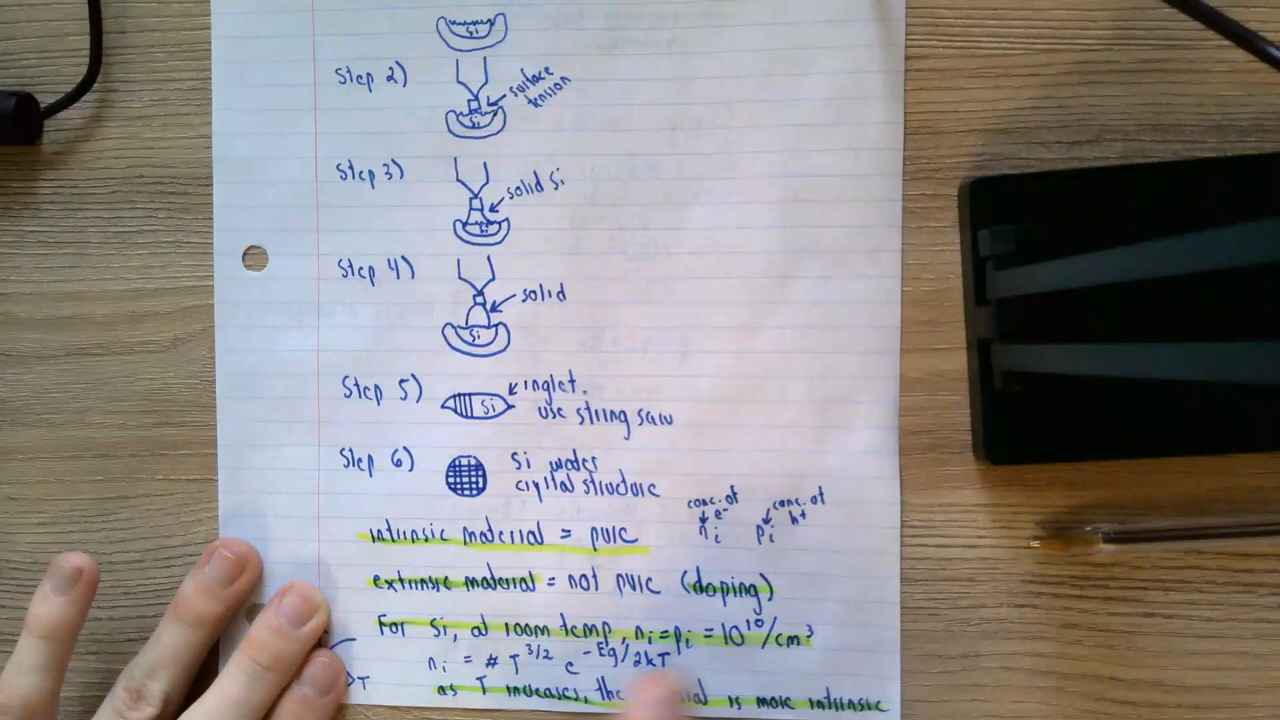 Si
Step 2)
surface
tension
Si
Step 3)
solid Si
Si
Step 4)
solid
Si
Step 5)
inglet.
Si
use string saw
Step 6)
Si wafer
crystal structure
conc. of
e-
conc. of
h+
ni
pi
intrinsic material = pure
extrinsic material = not pure (doping)
For Si, at room temp, ni = pi = 10^10/cm^3
ni = # T^3/2 e^-Eg/2kT
T
as T increases, the is more intrinsic